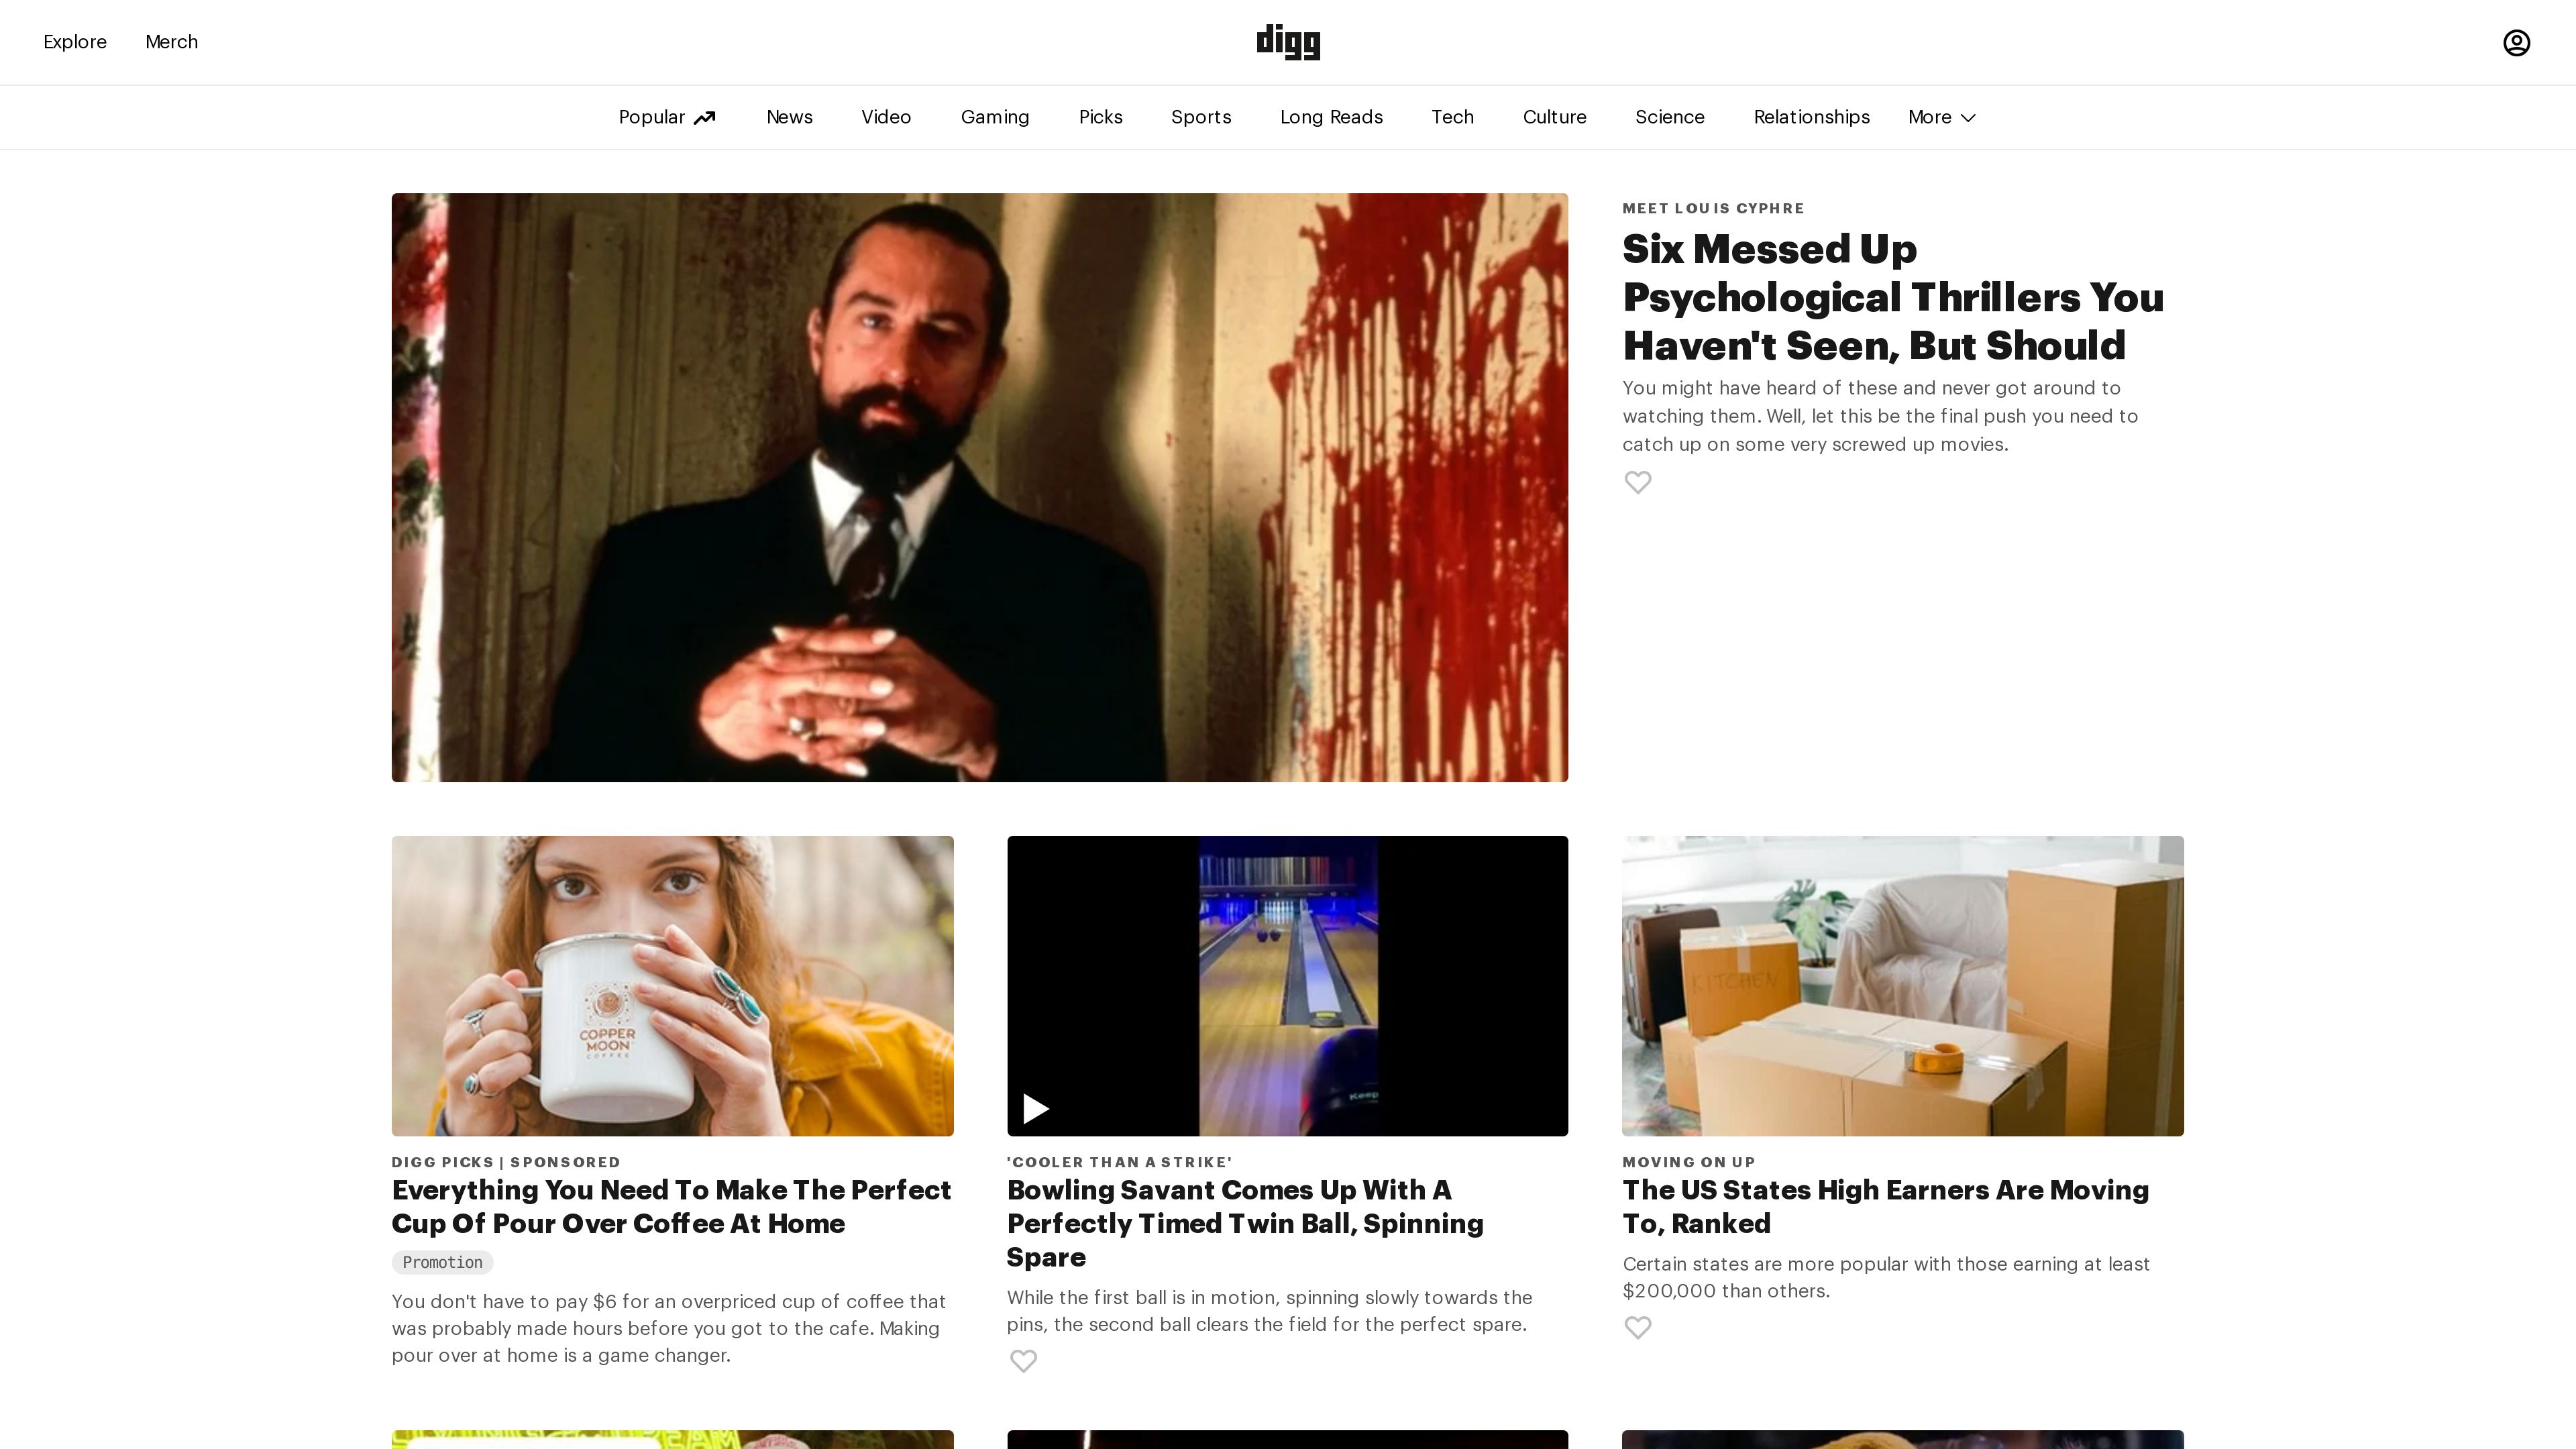 Explore
Merch
digg
Popular
News
Video
Gaming
Picks
Sports
Long Reads
Tech
Culture
Science
Relationships
More
MEET LOUIS CYPHRE
Six Messed Up
Psychological Thrillers You
Haven't Seen, But Should
You might have heard of these and never got around to
watching them. Well, let this be the final push you need to
catch up on some very screwed up movies.
KITCHEN
COPPER
MOON
COFFEE
Keep
DIGG PICKS | SPONSORED
Everything You Need To Make The Perfect
Cup Of Pour Over Coffee At Home
Promotion
You don't have to pay $6 for an overpriced cup of coffee that
was probably made hours before you got to the cafe. Making
pour over at home is a game changer.
'COOLER THAN A STRIKE'
Bowling Savant Comes Up With A
Perfectly Timed Twin Ball, Spinning
Spare
While the first ball is in motion, spinning slowly towards the
pins, the second ball clears the field for the perfect spare.
MOVING ON UP
The US States High Earners Are Moving
To, Ranked
Certain states are more popular with those earning at least
$200,000 than others.